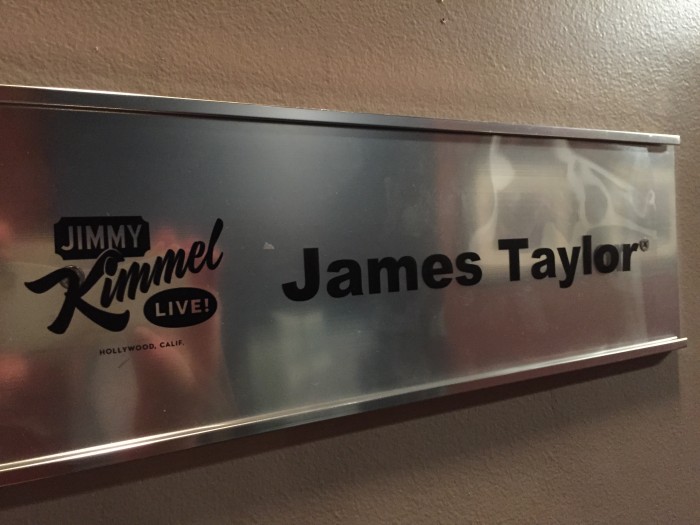 JIMMY
Kimmel
LIVE!
HOLLYWOOD, CALIF.
James Taylor